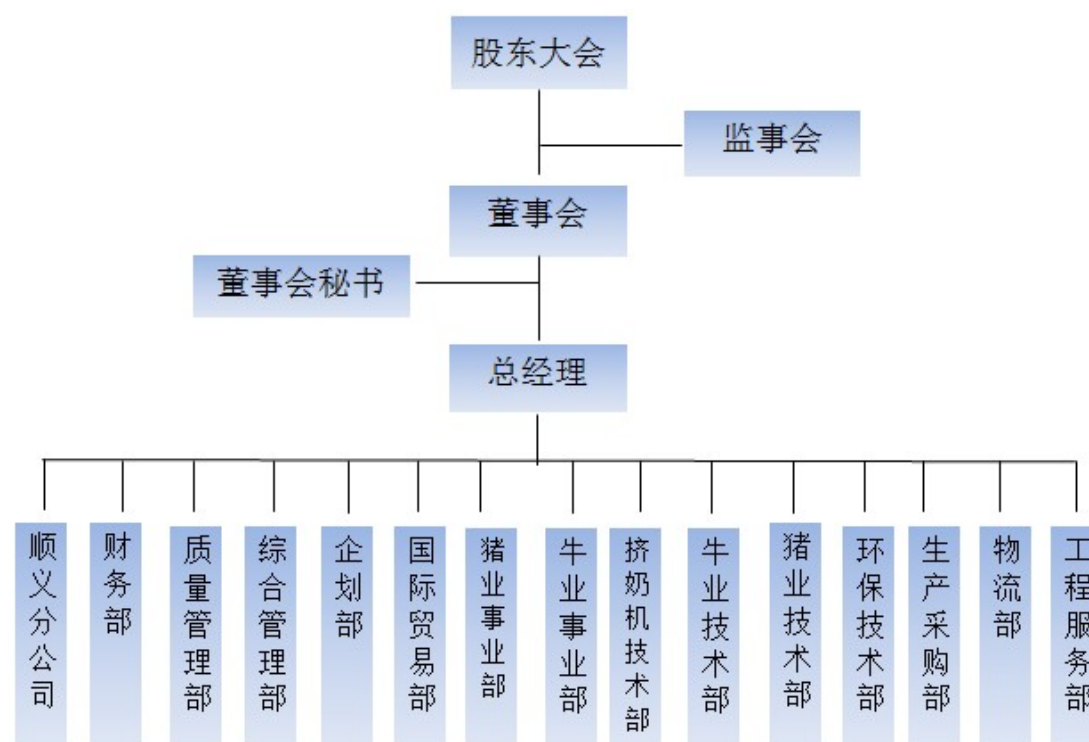 股东大会
监事会
董事会
董事会秘书
总经理
顺义分公司
财务部
质量管理部
综合管理部
企划部
国际贸易部
猪业事业部
牛业事业部
挤奶机技术部
牛业技术部
猪业技术部
环保技术部
生产采购部
物流部
工程服务部